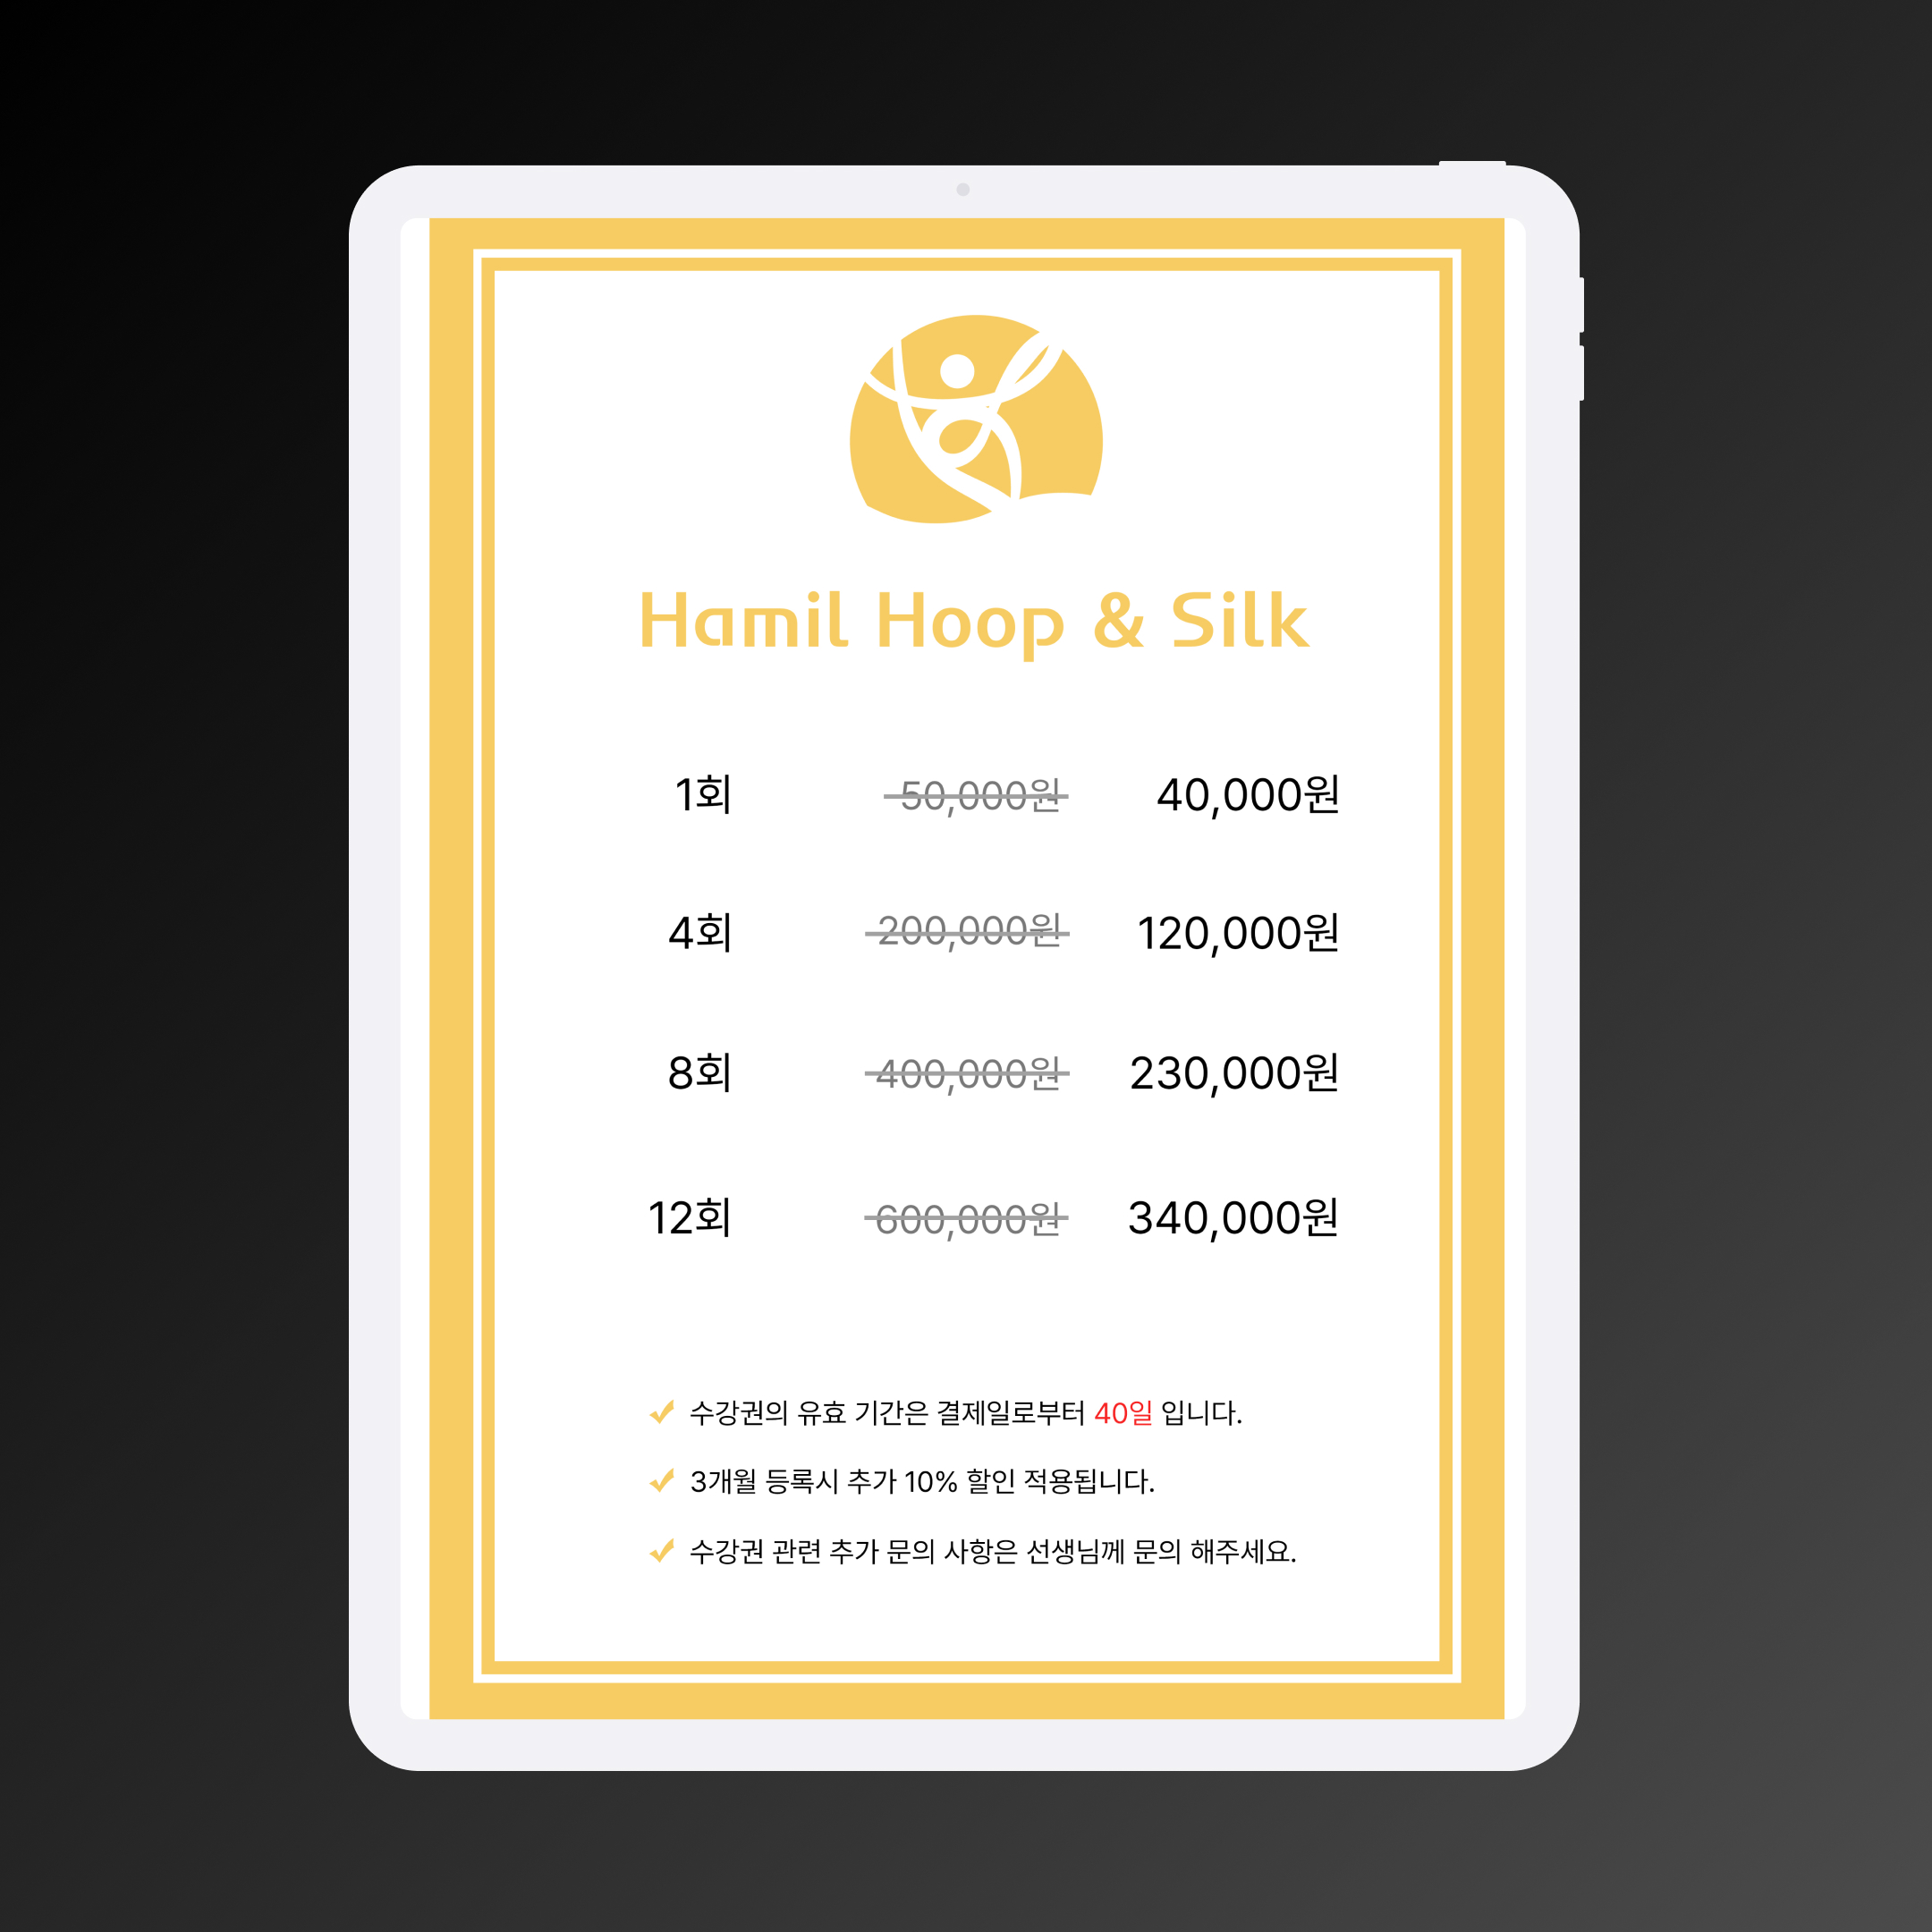 Hamil Hoop & Silk
1회 50,000원 40,000원
4회 200,000원 120,000원
8회 400,000원 230,000원
12회 600,000원 340,000원
수강권의 유효 기간은 결제일로부터 40일 입니다.
3개월 등록시 추가 10% 할인 적용됩니다.
수강권 관련 추가 문의 사항은 선생님께 문의 해주세요.